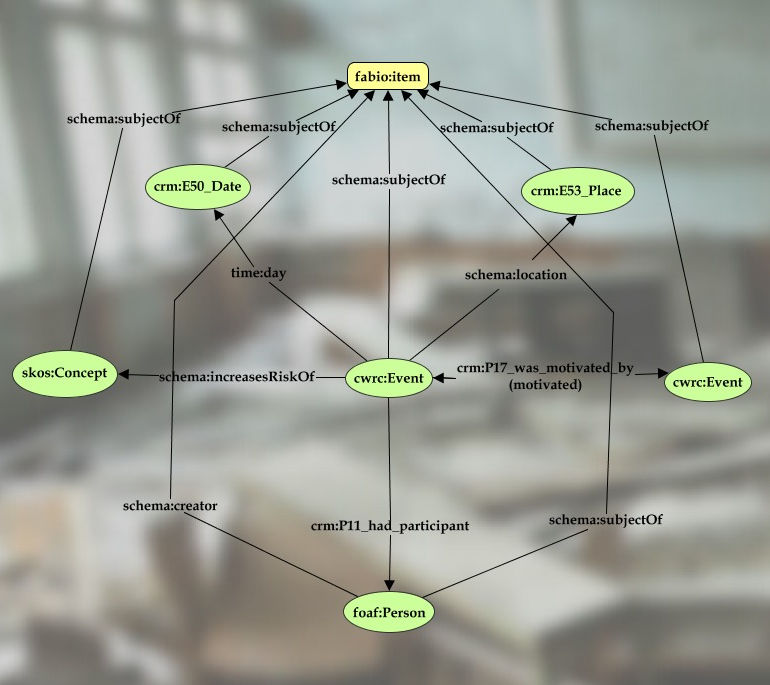 fabio:item
schema:subjectOf
schema:subjectOf
schema:subjectOf
schema:subjectOf
schema:subjectOf
crm:E50_Date
crm:E53_Place
time:day
schema:location
skos:Concept
schema:increasesRiskOf
cwrc:Event
crm:P17_was_motivated_by
(motivated)
cwrc:Event
schema:creator
crm:P11_had_participant
schema:subjectOf
foaf:Person